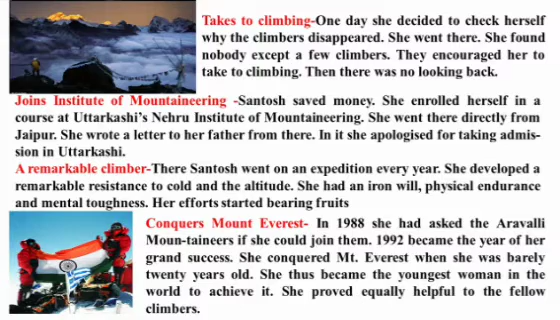 Takes to climbing-One day she decided to check herself
why the climbers disappeared. She went there. She found
nobody except a few climbers. They encouraged her to
take to climbing. Then there was no looking back.
Joins Institute of Mountaineering -Santosh saved money. She enrolled herself in a
course at Uttarkashi's Nehru Institute of Mountaineering. She went there directly from
Jaipur. She wrote a letter to her father from there. In it she apologised for taking admis-
sion in Uttarkashi.
A remarkable climber-There Santosh went on an expedition every year. She developed a
remarkable resistance to cold and the altitude. She had an iron will, physical endurance
and mental toughness. Her efforts started bearing fruits
Conquers Mount Everest- In 1988 she had asked the Aravalli
Moun-taineers if she could join them. 1992 became the year of her
grand success. She conquered Mt. Everest when she was barely
twenty years old. She thus became the youngest woman in the
world to achieve it. She proved equally helpful to the fellow
climbers.